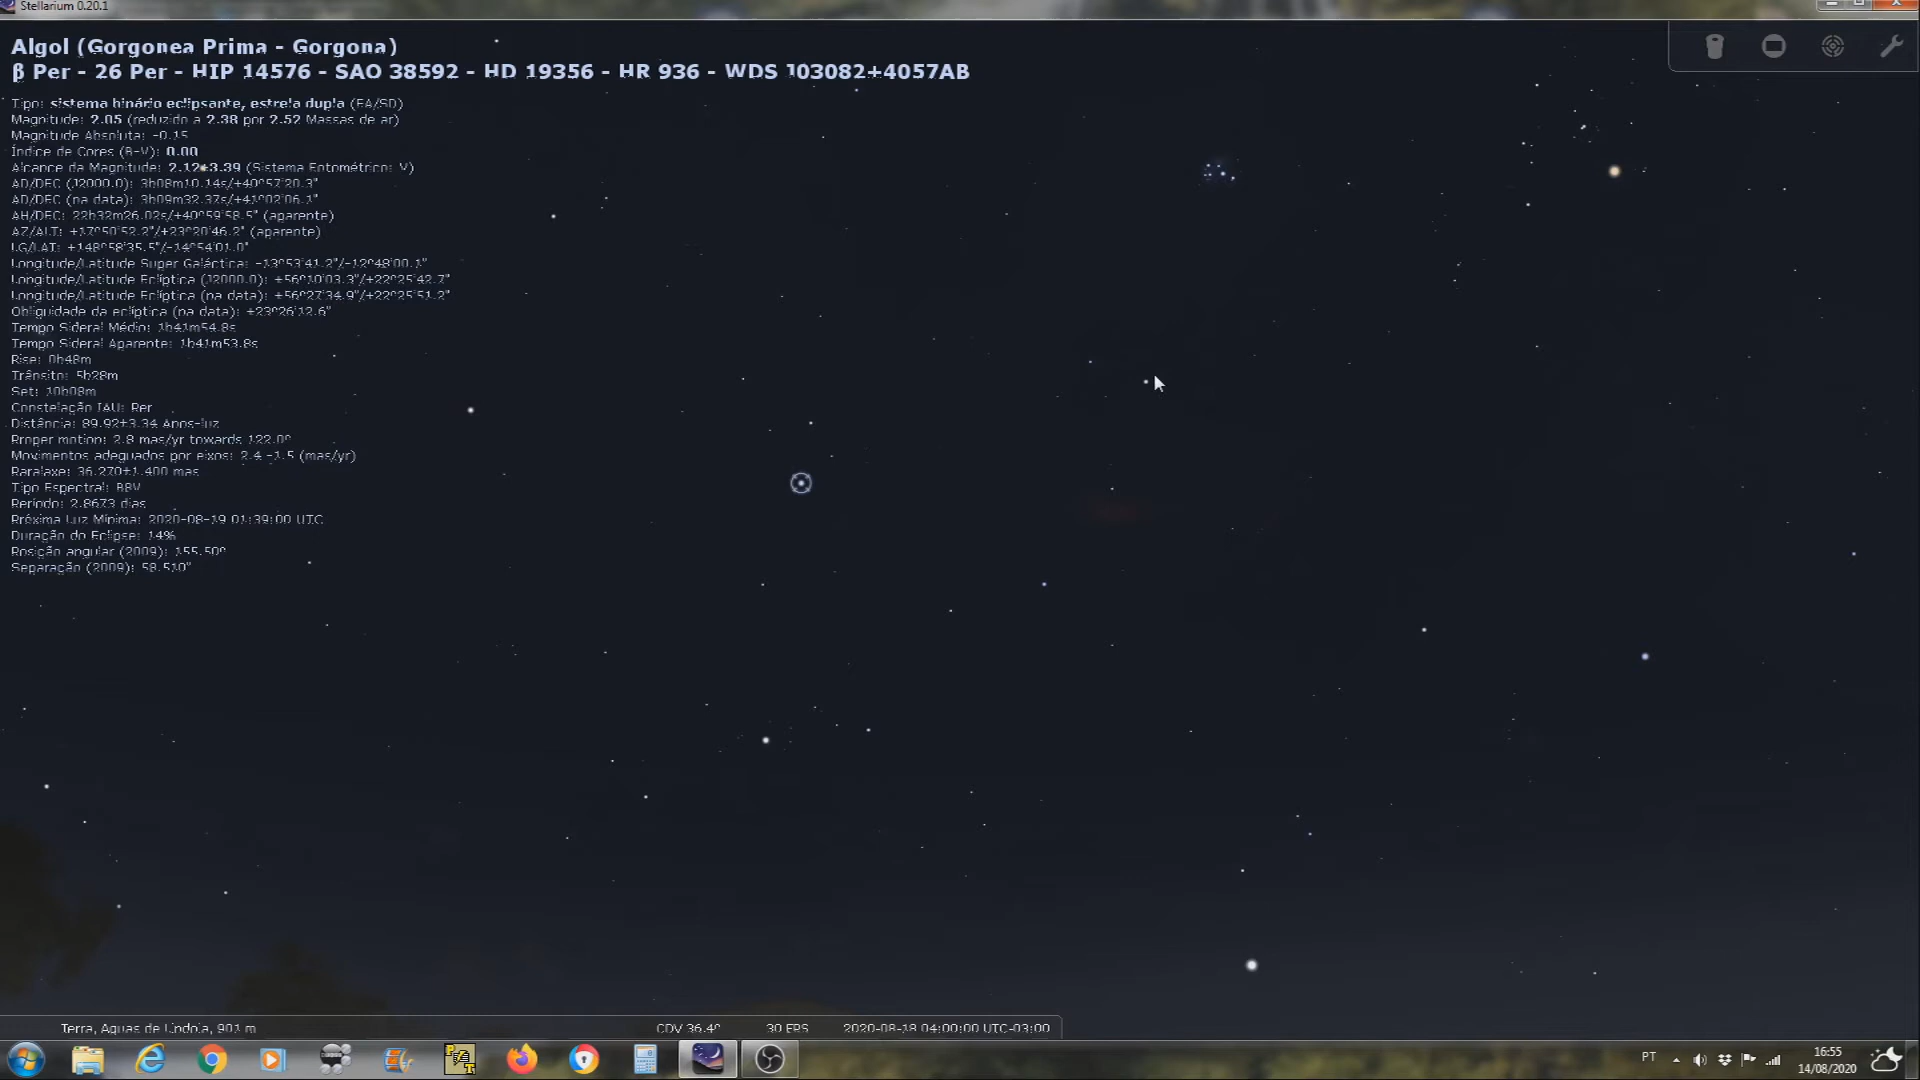 Stellarium 0.20.1
Algol (Gorgonea Prima - Gorgona)
β Per - 26 Per - HIP 14576 - SAO 38592 - HD 19356 - HR 936 - WDS J03082+4057AB
Tipo: sistema binário eclipsante, estrela dupla (EA/SD)
Magnitude: 2.05 (reduzido a 2.38 por 2.52 Massas de ar)
Magnitude Absoluta: -0.15
Índice de Cores (B-V): 0.00
Alcance da Magnitude: 2.12÷3.39 (Sistema Fotométrico: V)
AD/DEC (J2000.0): 3h08m10.14s/+40°57'20.3"
AD/DEC (na data): 3h09m32.37s/+41°02'06.1"
AH/DEC: 22h32m26.02s/+40°59'58.5" (aparente)
AZ/ALT: +17°50'52.2"/+23°20'46.2" (aparente)
LG/LAT: +148°58'35.5"/-14°54'01.0"
Longitude/Latitude Super Galáctica: -13°53'41.2"/-12°48'00.1"
Longitude/Latitude Eclíptica (J2000.0): +56°10'03.3"/+22°25'42.7"
Longitude/Latitude Eclíptica (na data): +56°27'34.9"/+22°25'51.2"
Obliguidade da eclíptica (na data): +23°26'12.6"
Tempo Sideral Médio: 1h41m54.8s
Tempo Sideral Aparente: 1h41m53.8s
Rise: 0h48m
Trânsito: 5h28m
Set: 10h08m
Constelação IAU: Per
Distância: 89.92±3.34 Anos-luz
Proper motion: 2.8 mas/yr towards 122.0°
Movimentos adequados por eixos: 2.4 -1.5 (mas/yr)
Paralaxe: 36.270±1.400 mas
Tipo Espectral: B8V
Período: 2.8673 dias
Próxima Luz Mínima: 2020-08-19 01:39:00 UTC
Duração do Eclipse: 14%
Posição angular (2009): 155.50°
Separação (2009): 58.510"
Terra, Águas de Lindóia, 901 m CDV 36.4° 30 FPS 2020-08-18 04:00:00 UTC-03:00
PT 16:55
14/08/2020